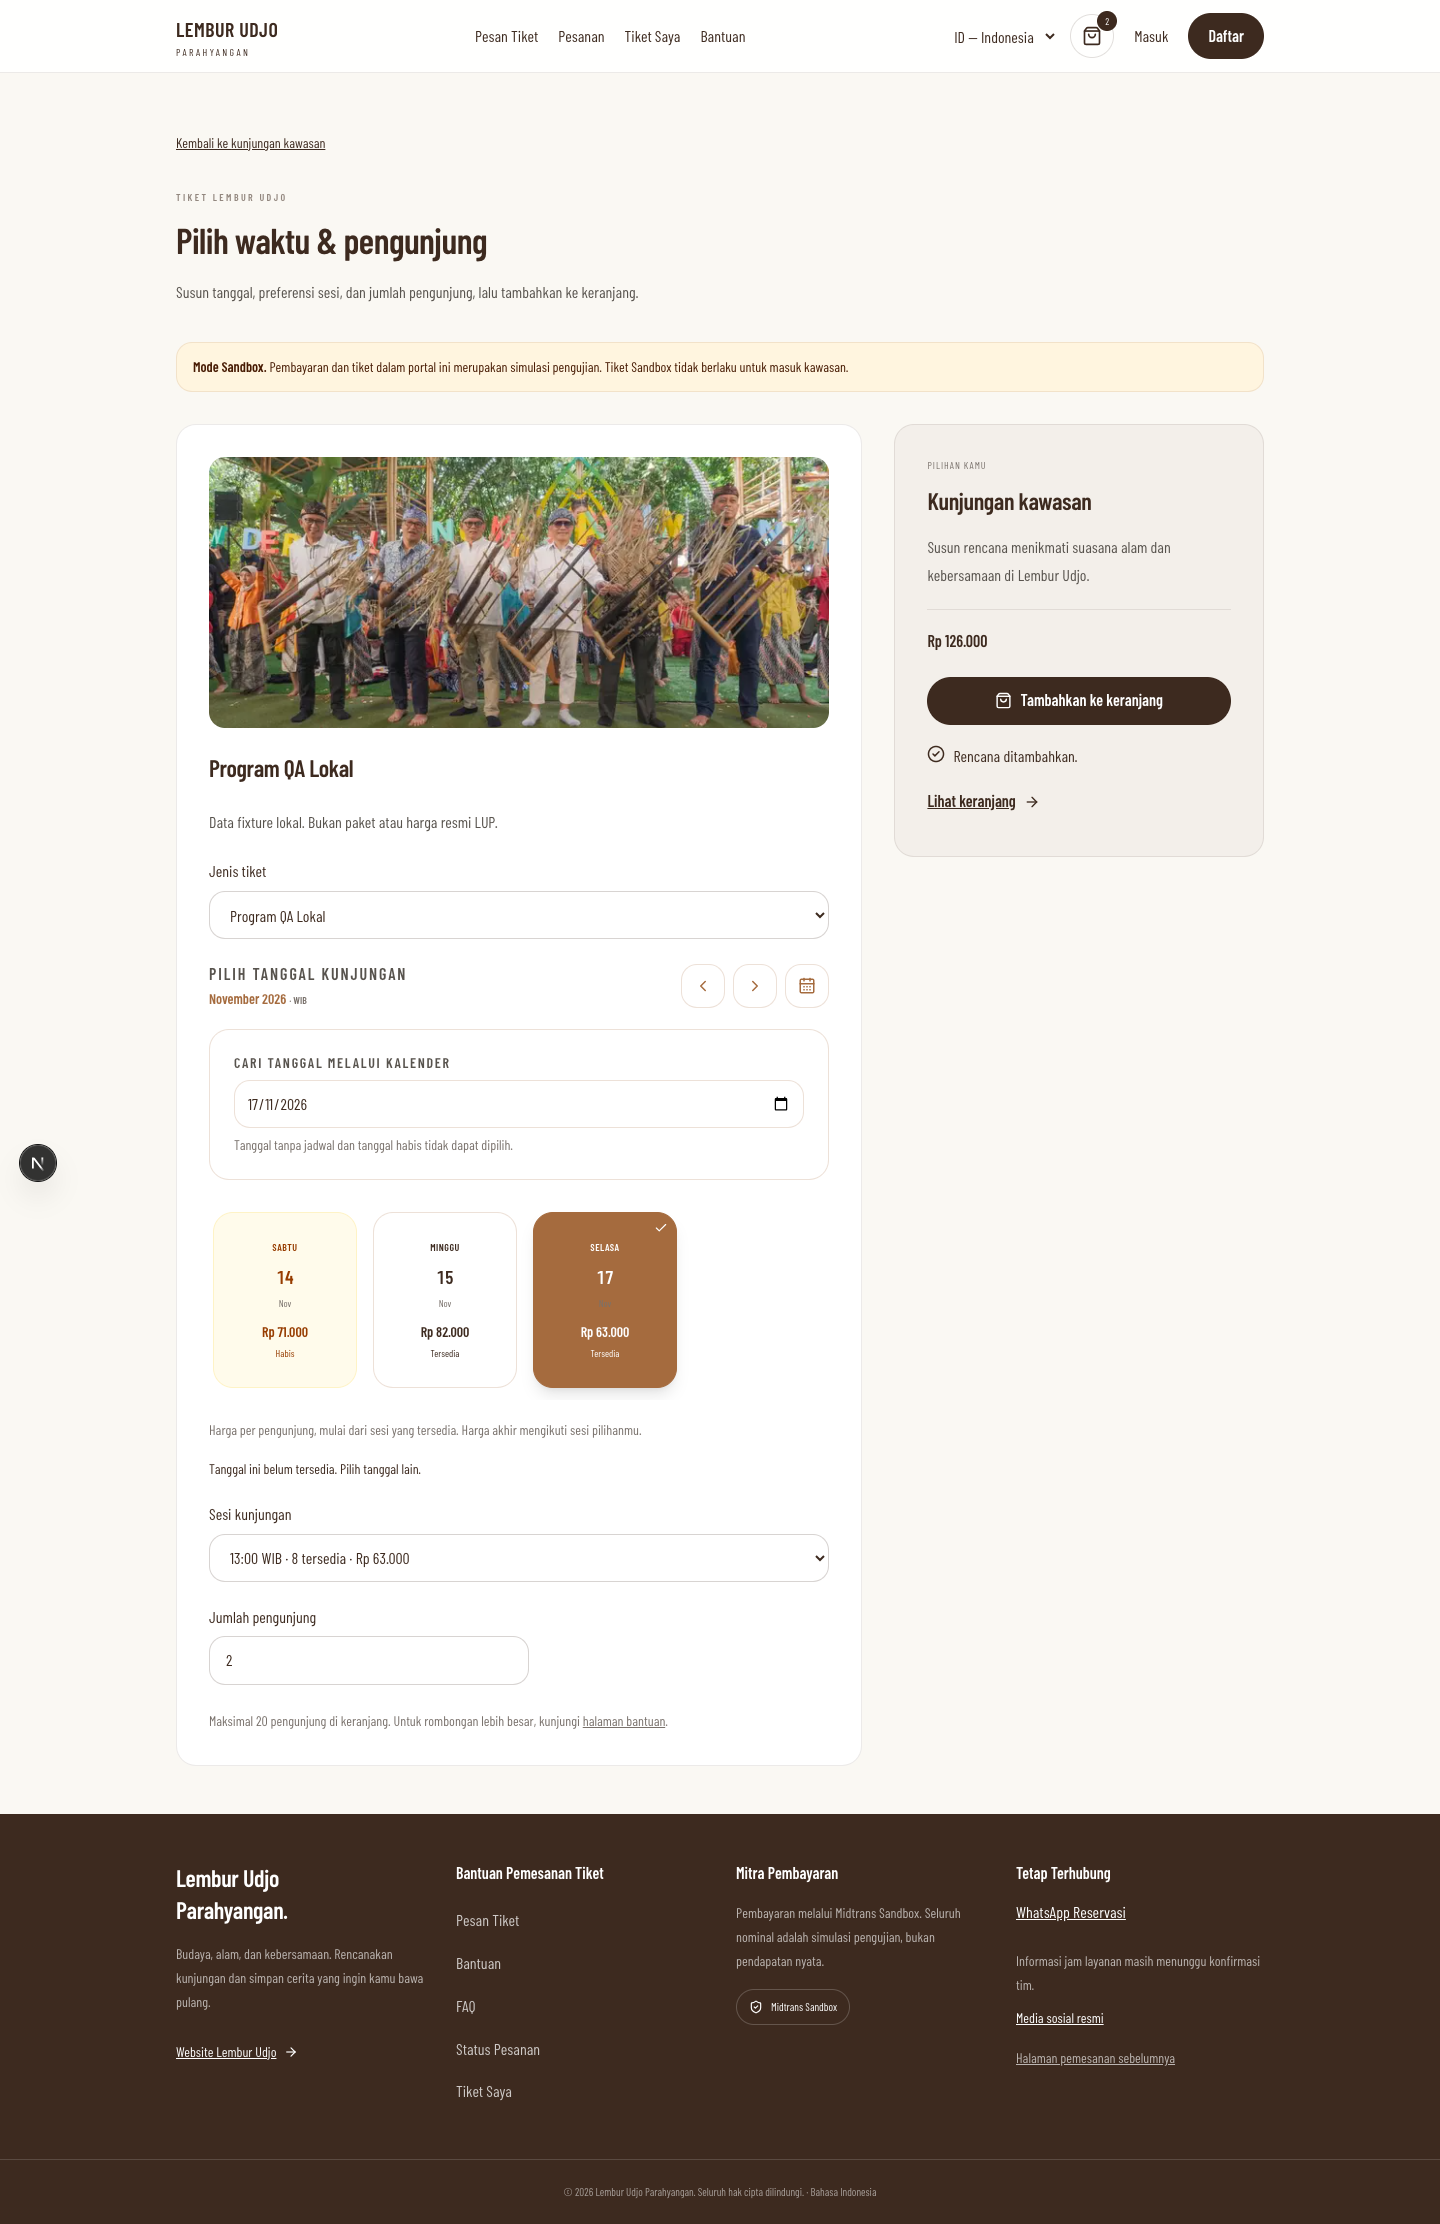 LEMBUR UDJO
PARAHYANGAN
Pesan Tiket
Pesanan
Tiket Saya
Bantuan
ID — Indonesia
2
Masuk
Daftar
Kembali ke kunjungan kawasan
TIKET LEMBUR UDJO
Pilih waktu & pengunjung
Susun tanggal, preferensi sesi, dan jumlah pengunjung, lalu tambahkan ke keranjang.
Mode Sandbox. Pembayaran dan tiket dalam portal ini merupakan simulasi pengujian. Tiket Sandbox tidak berlaku untuk masuk kawasan.
Program QA Lokal
Data fixture lokal. Bukan paket atau harga resmi LUP.
Jenis tiket
Program QA Lokal
PILIH TANGGAL KUNJUNGAN
November 2026 · WIB
CARI TANGGAL MELALUI KALENDER
17/11/2026
Tanggal tanpa jadwal dan tanggal habis tidak dapat dipilih.
SABTU
14
Nov
Rp 71.000
Habis
MINGGU
15
Nov
Rp 82.000
Tersedia
SELASA
17
Rp 63.000
Tersedia
Harga per pengunjung, mulai dari sesi yang tersedia. Harga akhir mengikuti sesi pilihanmu.
Tanggal ini belum tersedia. Pilih tanggal lain.
Sesi kunjungan
13:00 WIB · 8 tersedia · Rp 63.000
Jumlah pengunjung
2
Maksimal 20 pengunjung di keranjang. Untuk rombongan lebih besar, kunjungi halaman bantuan.
PILIHAN KAMU
Kunjungan kawasan
Susun rencana menikmati suasana alam dan
kebersamaan di Lembur Udjo.
Rp 126.000
Tambahkan ke keranjang
Rencana ditambahkan.
Lihat keranjang
N
Lembur Udjo
Parahyangan.
Budaya, alam, dan kebersamaan. Rencanakan
kunjungan dan simpan cerita yang ingin kamu bawa
pulang.
Website Lembur Udjo
Bantuan Pemesanan Tiket
Pesan Tiket
Bantuan
FAQ
Status Pesanan
Tiket Saya
Mitra Pembayaran
Pembayaran melalui Midtrans Sandbox. Seluruh
nominal adalah simulasi pengujian, bukan
pendapatan nyata.
Midtrans Sandbox
Tetap Terhubung
WhatsApp Reservasi
Informasi jam layanan masih menunggu konfirmasi
tim.
Media sosial resmi
Halaman pemesanan sebelumnya
© 2026 Lembur Udjo Parahyangan. Seluruh hak cipta dilindungi. · Bahasa Indonesia